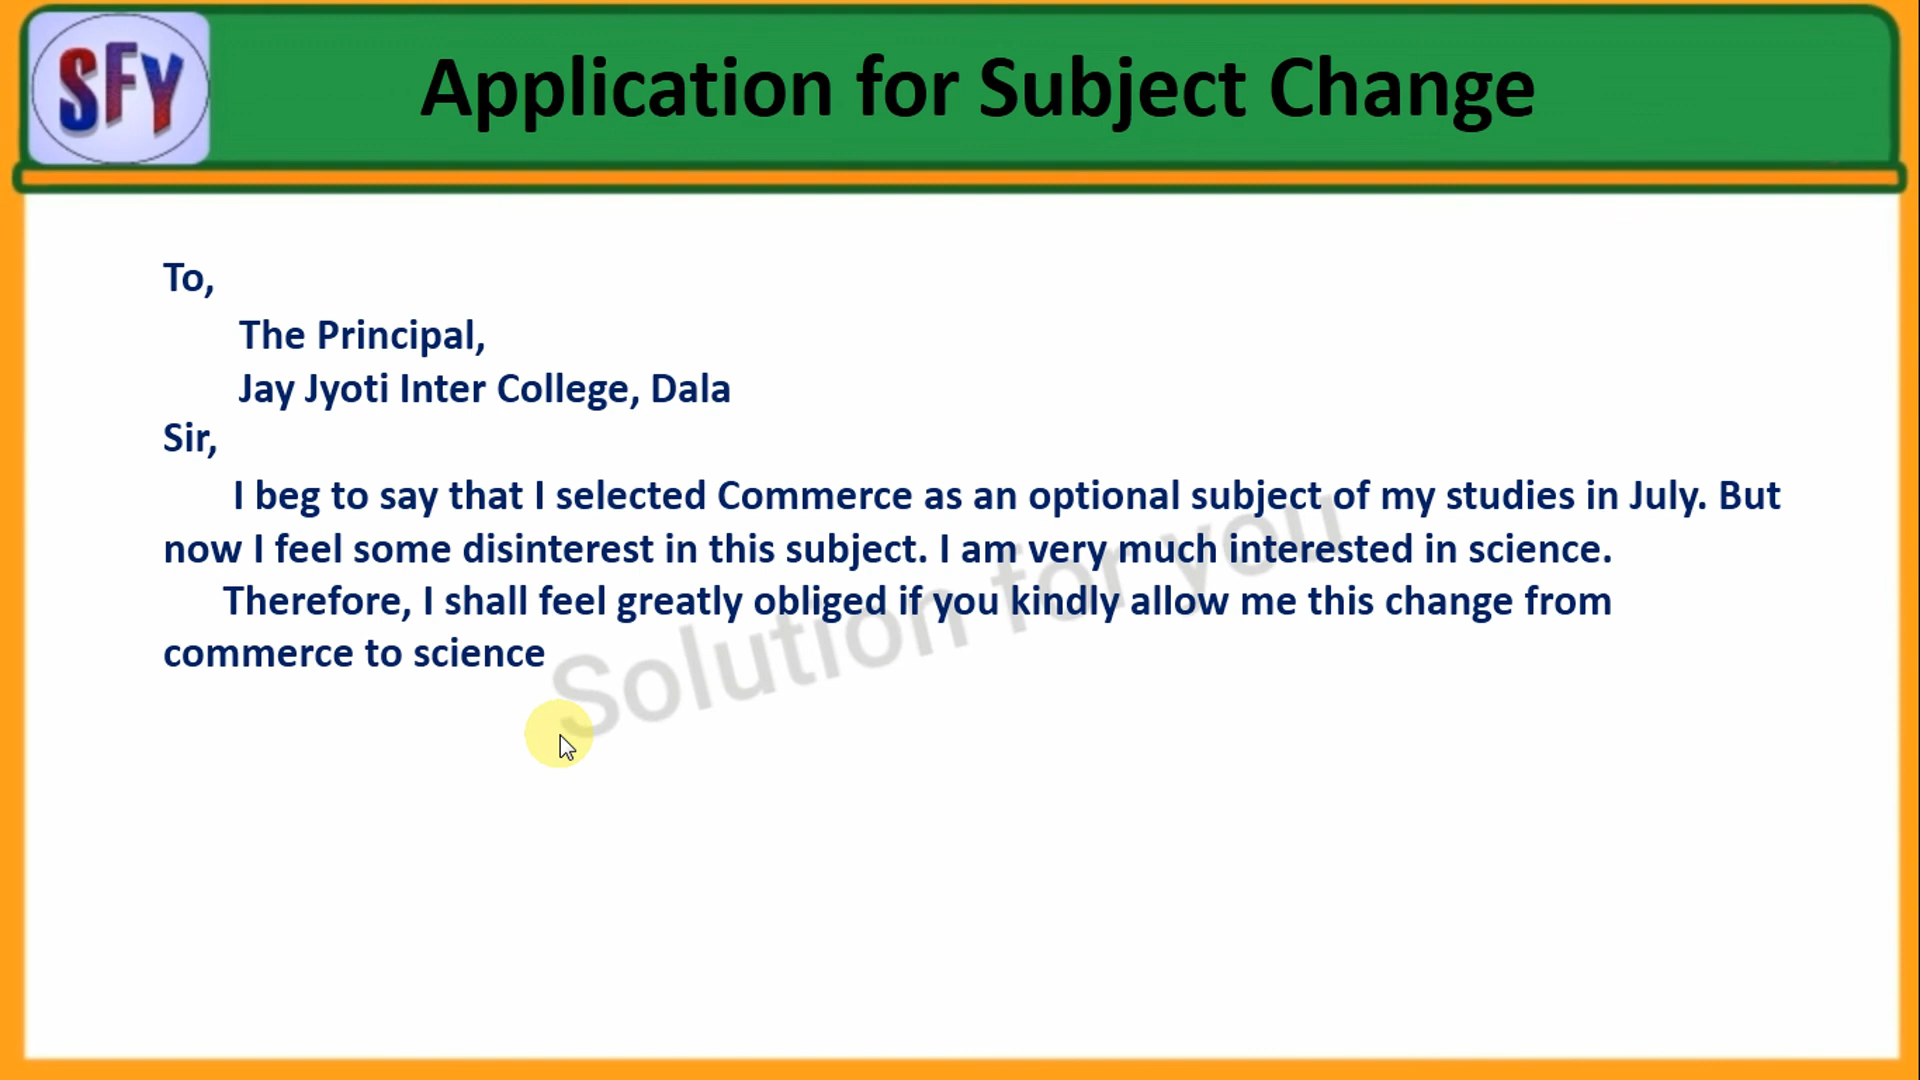 SFY
Application for Subject Change
To,
The Principal,
Jay Jyoti Inter College, Dala
Sir,
I beg to say that I selected Commerce as an optional subject of my studies in July. But
now I feel some disinterest in this subject. I am very much interested in science.
Therefore, I shall feel greatly obliged if you kindly allow me this change from
commerce to science
Solution for you